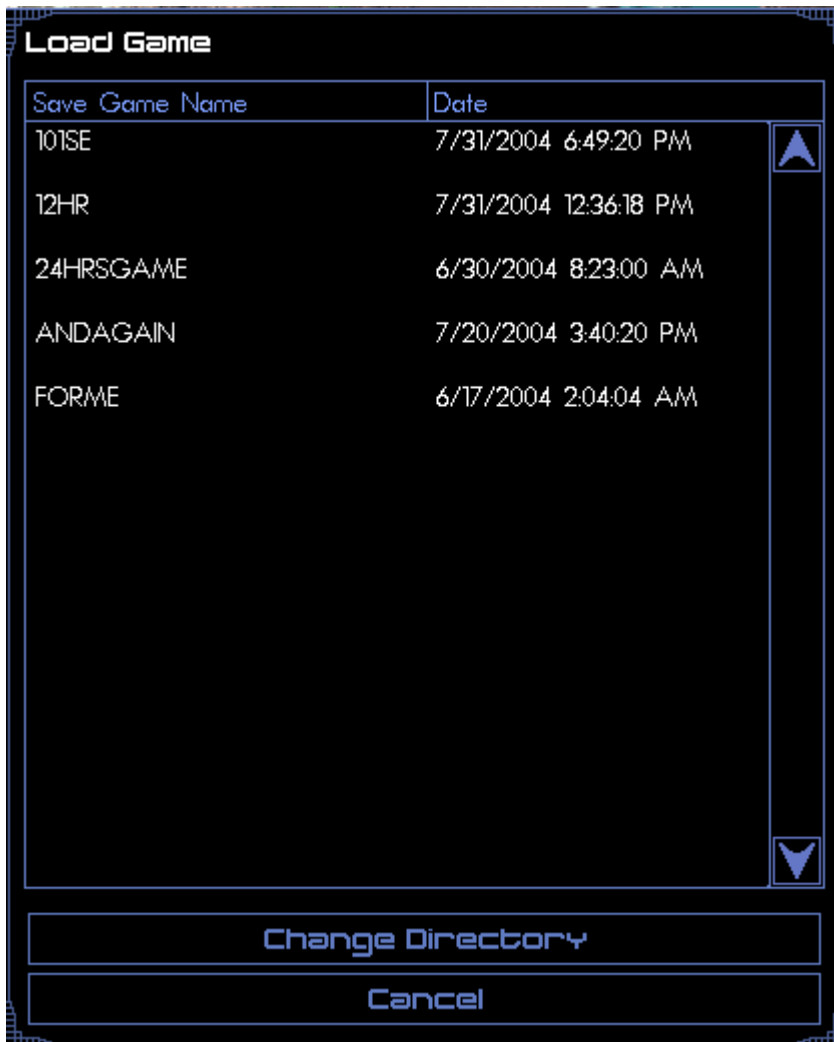 Load Game
Save Game Name Date
101SE 7/31/2004 6:49:20 PM
12HR 7/31/2004 12:36:18 PM
24HRSGAME 6/30/2004 8:23:00 AM
ANDAGAIN 7/20/2004 3:40:20 PM
FORME 6/17/2004 2:04:04 AM
Change Directory
Cancel